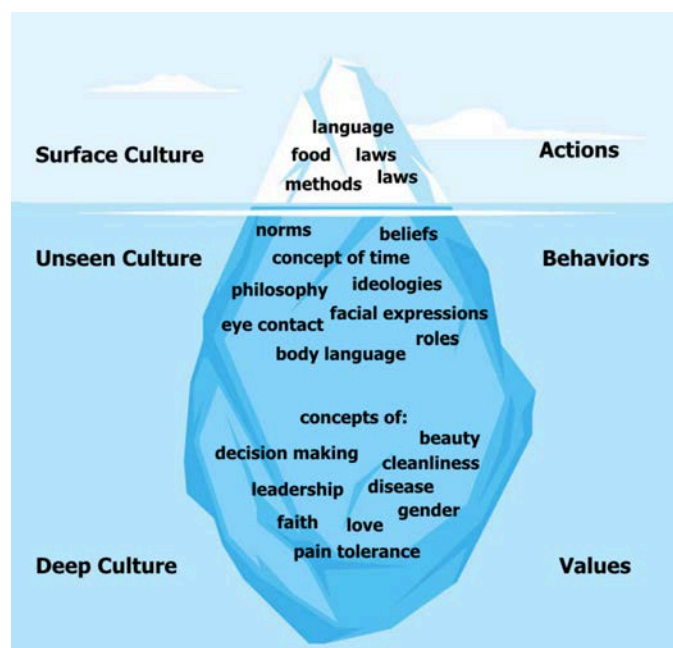 language
Surface Culture food laws Actions
methods laws
norms beliefs
Unseen Culture concept of time Behaviors
philosophy ideologies
eye contact facial expressions
roles
body language
concepts of:
beauty
decision making cleanliness
leadership disease
gender
faith love
pain tolerance
Deep Culture Values